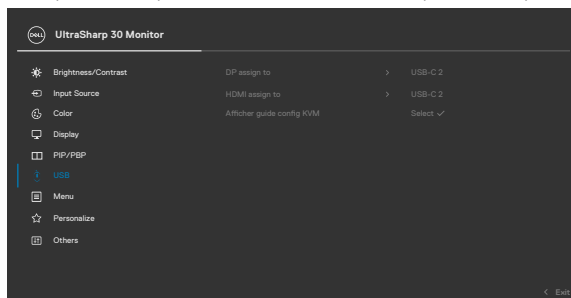 DELL UltraSharp 30 Monitor
Brightness/Contrast DP assign to > USB-C 2
Input Source HDMI assign to > USB-C 2
Color Afficher guide config KVM Select ✓
Display
PIP/PBP
USB
Menu
Personalize
Others
< Exit